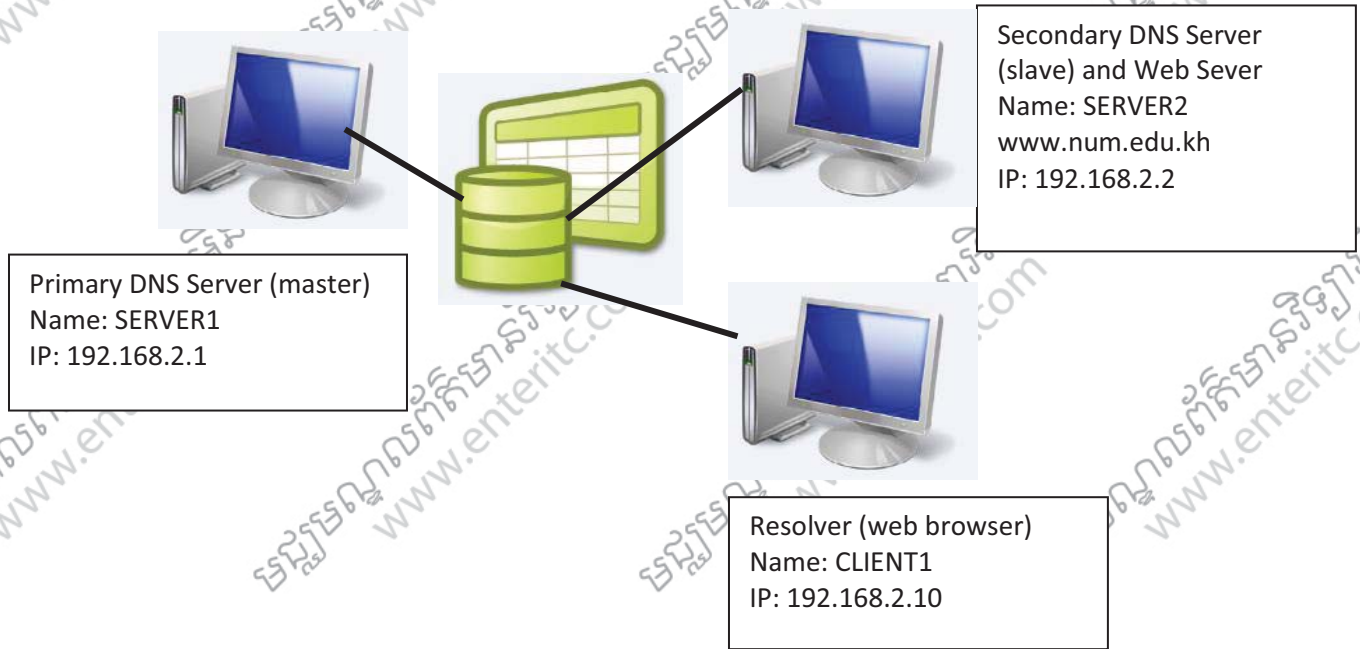 Secondary DNS Server
(slave) and Web Sever
Name: SERVER2
www.num.edu.kh
IP: 192.168.2.2
Primary DNS Server (master)
Name: SERVER1
IP: 192.168.2.1
Resolver (web browser)
Name: CLIENT1
IP: 192.168.2.10